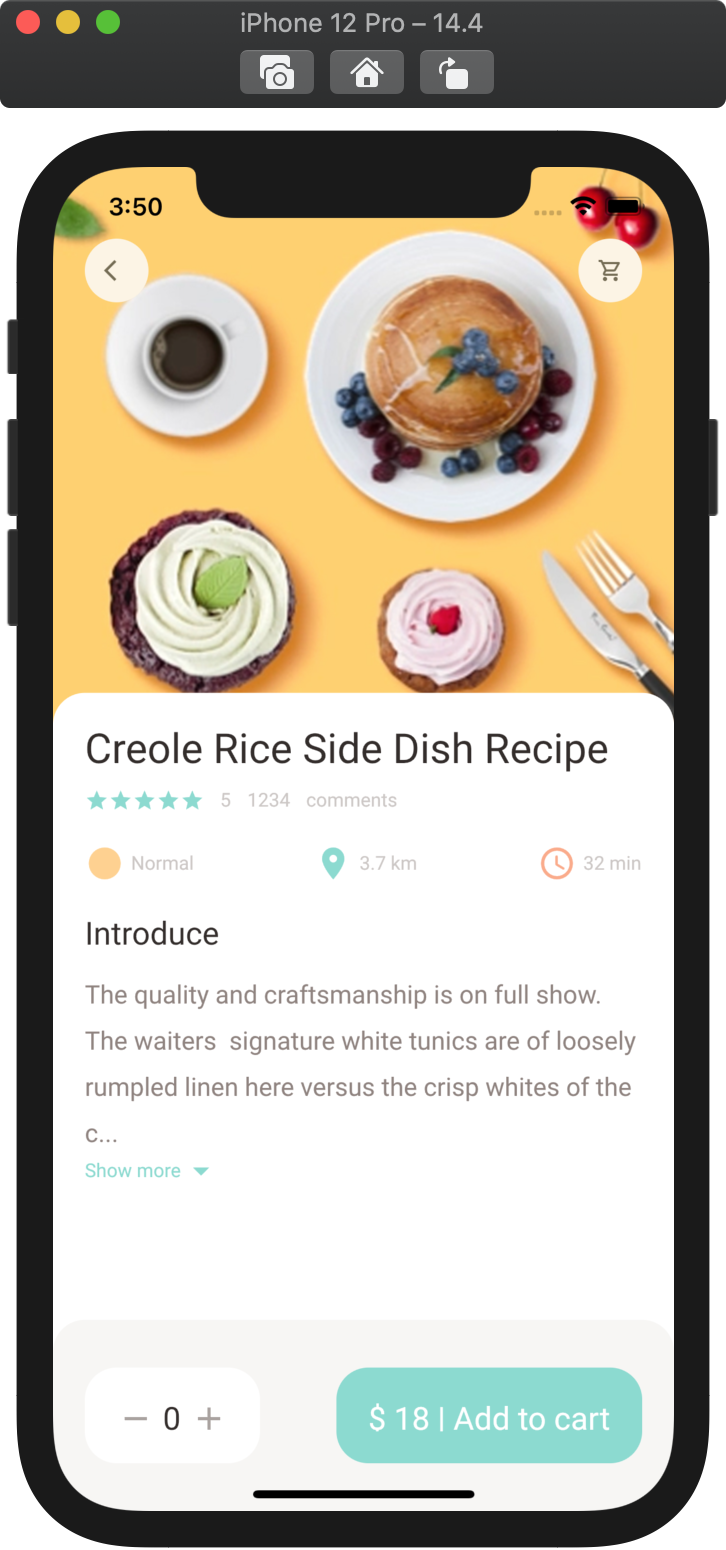 iPhone 12 Pro – 14.4
3:50
Creole Rice Side Dish Recipe
5 1234 comments
Normal 3.7 km 32 min
Introduce
The quality and craftsmanship is on full show.
The waiters  signature white tunics are of loosely
rumpled linen here versus the crisp whites of the
c...
Show more
0 $ 18 | Add to cart